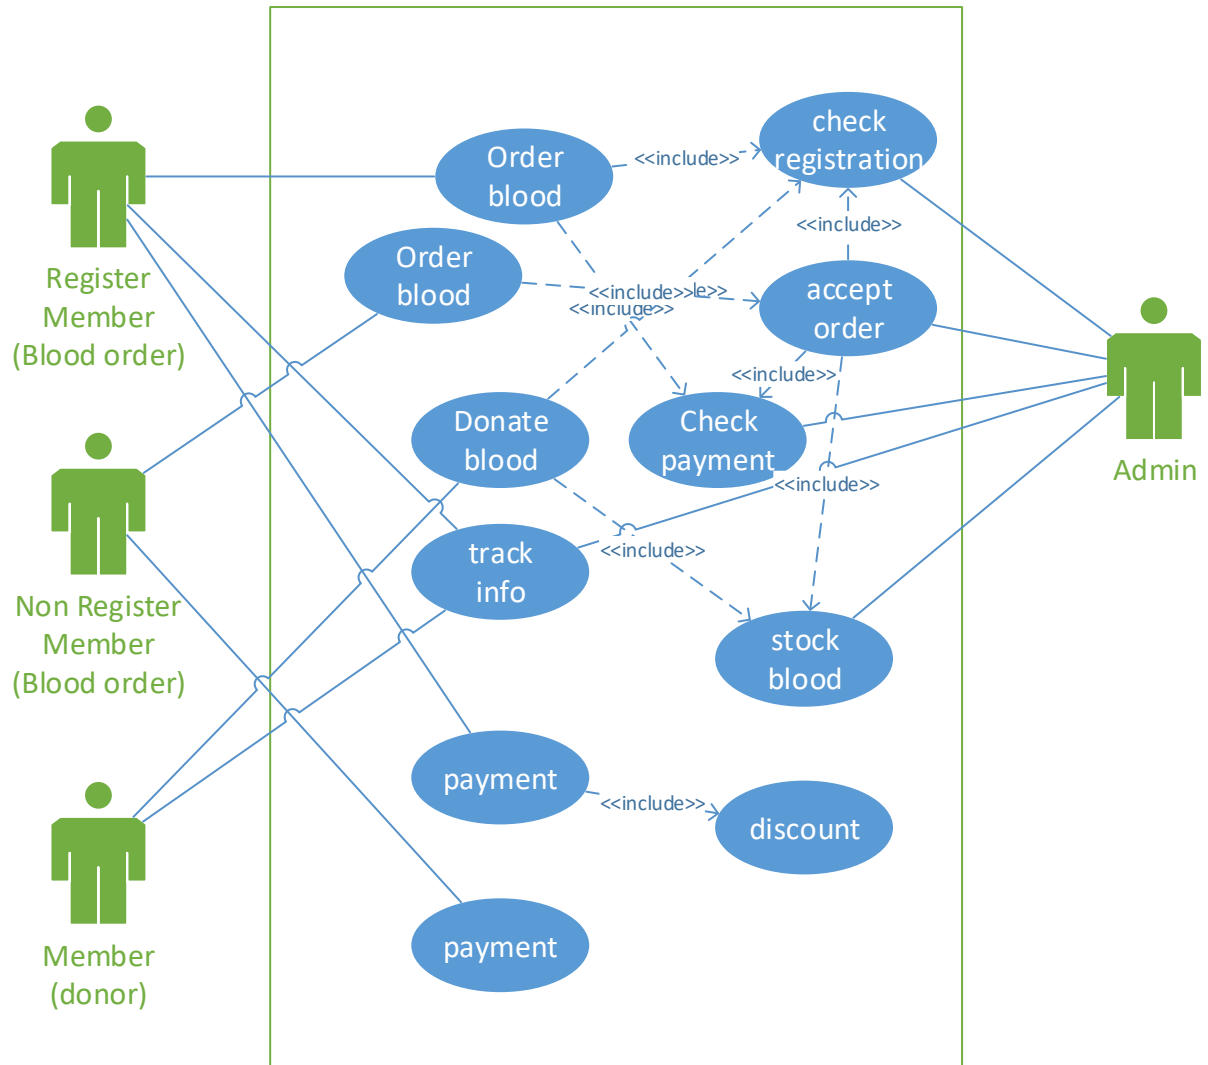 check
registration
Order
blood
<<include>>
<<include>>
Order
blood
accept
order
<<include>>
le>>
<<include>>
Register
Member
(Blood order)
<<include>>
Donate
blood
Check
payment
Admin
<<include>>
track
info
<<include>>
Non Register
Member
(Blood order)
stock
blood
payment
<<include>>
discount
payment
Member
(donor)